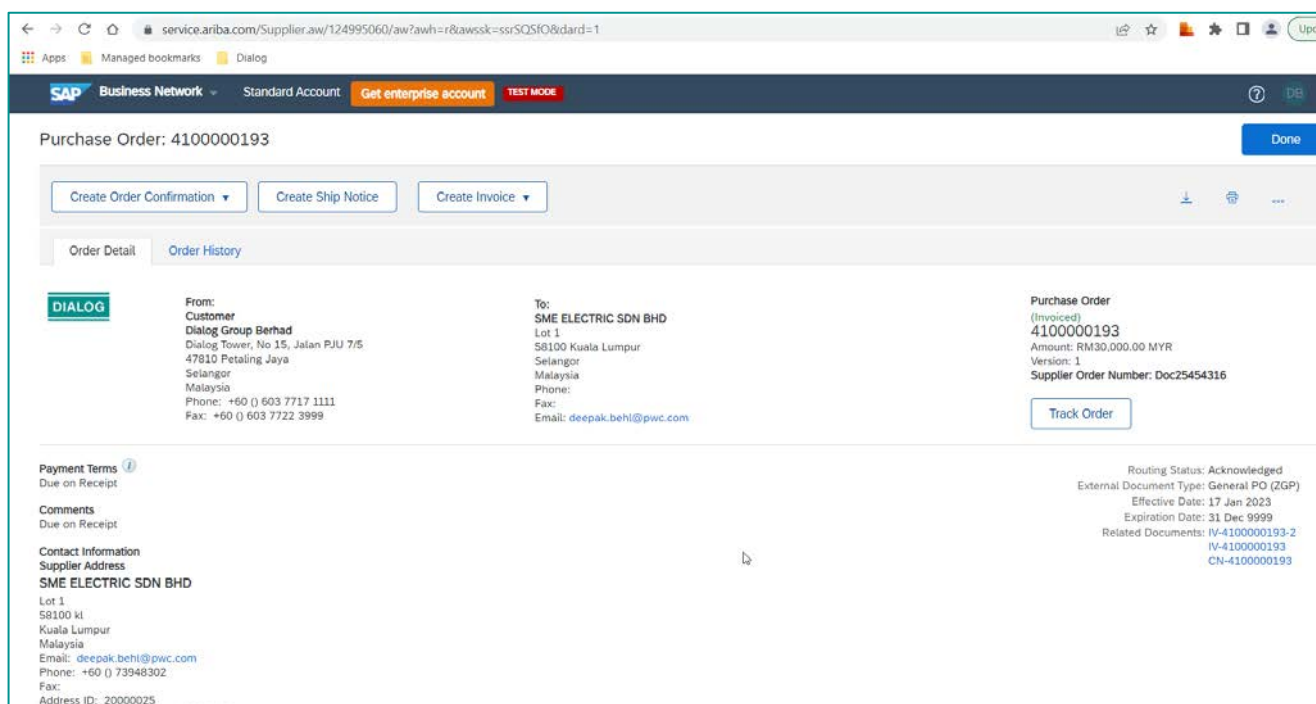 service.ariba.com/Supplier.aw/124995060/aw?awh=r&awssk=ssrSQSfO&dard=1
Apps Managed bookmarks Dialog
SAP Business Network Standard Account Get enterprise account TEST MODE
DB
Purchase Order: 4100000193
Done
Create Order Confirmation Create Ship Notice Create Invoice
Order Detail Order History
DIALOG
From:
Customer
Dialog Group Berhad
Dialog Tower, No 15, Jalan PJU 7/5
47810 Petaling Jaya
Selangor
Malaysia
Phone: +60 () 603 7717 1111
Fax: +60 () 603 7722 3999
To:
SME ELECTRIC SDN BHD
Lot 1
58100 Kuala Lumpur
Selangor
Malaysia
Phone:
Fax:
Email: deepak.behl@pwc.com
Purchase Order
(Invoiced)
4100000193
Amount: RM30,000.00 MYR
Version: 1
Supplier Order Number: Doc25454316
Track Order
Payment Terms
Due on Receipt
Comments
Due on Receipt
Contact Information
Supplier Address
SME ELECTRIC SDN BHD
Lot 1
58100 kl
Kuala Lumpur
Malaysia
Email: deepak.behl@pwc.com
Phone: +60 () 73948302
Fax:
Address ID: 20000025
Routing Status: Acknowledged
External Document Type: General PO (ZGP)
Effective Date: 17 Jan 2023
Expiration Date: 31 Dec 9999
Related Documents: IV-4100000193-2
IV-4100000193
CN-4100000193